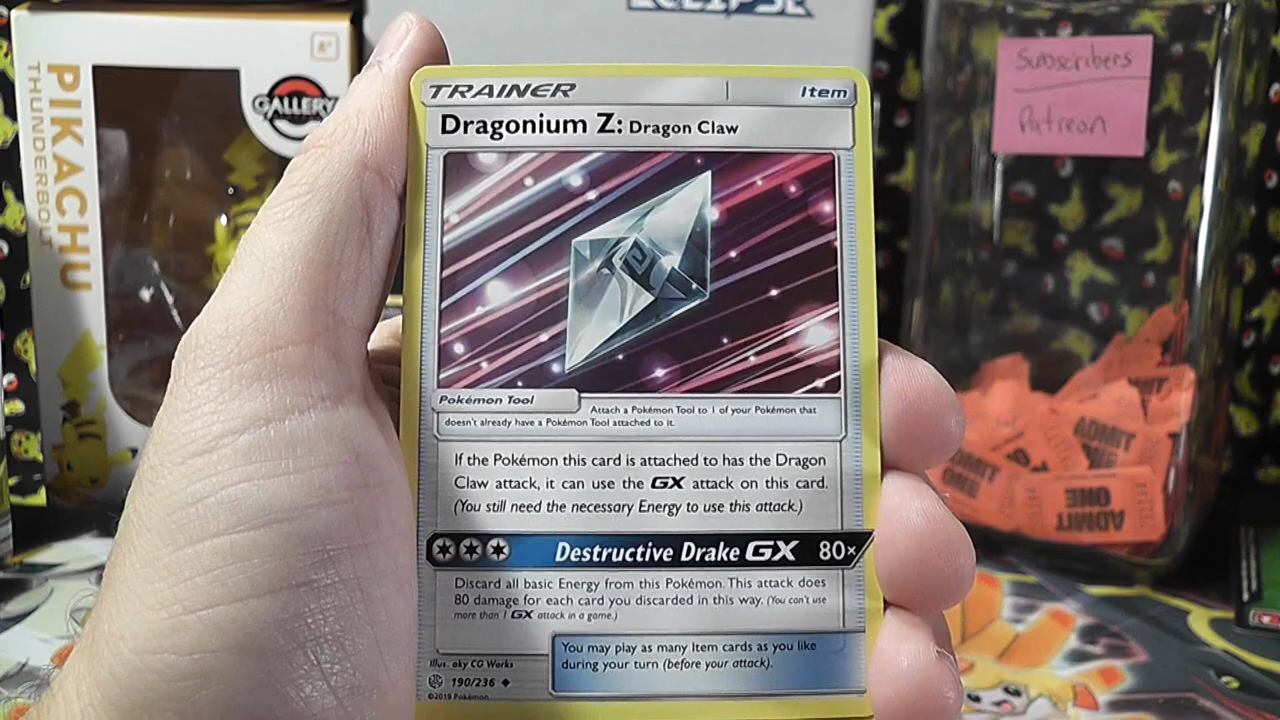 ECLIPSE
PIKACHU
THUNDERBOLT
GALLERY
Subscribers
Patreon
TRAINER
Item
Dragonium Z: Dragon Claw
Pokémon Tool
Attach a Pokémon Tool to 1 of your Pokémon that
doesn't already have a Pokémon Tool attached to it.
If the Pokémon this card is attached to has the Dragon
Claw attack, it can use the GX attack on this card.
(You still need the necessary Energy to use this attack.)
Destructive Drake GX 80×
Discard all basic Energy from this Pokémon. This attack does
80 damage for each card you discarded in this way. (You can't use
more than 1 GX attack in a game.)
You may play as many Item cards as you like
during your turn (before your attack).
Illus. aky CG Works
190/236
©2019 Pokémon
ADMIT
ONE
ADMIT
ONE
ADMIT
ONE